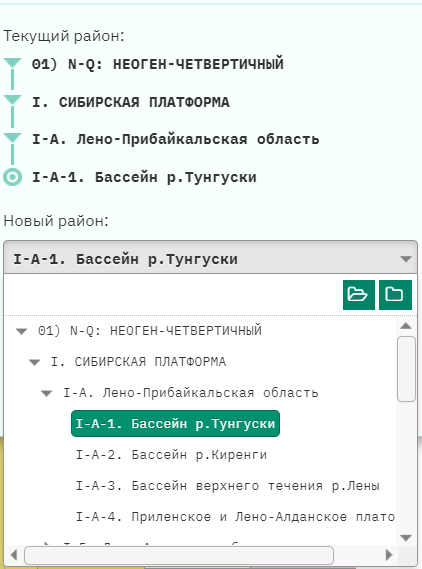 Текущий район:
01) N-Q: НЕОГЕН-ЧЕТВЕРТИЧНЫЙ
I. СИБИРСКАЯ ПЛАТФОРМА
I-А. Лено-Прибайкальская область
I-А-1. Бассейн р.Тунгуски
Новый район:
I-А-1. Бассейн р.Тунгуски
01) N-Q: НЕОГЕН-ЧЕТВЕРТИЧНЫЙ
I. СИБИРСКАЯ ПЛАТФОРМА
I-А. Лено-Прибайкальская область
I-А-1. Бассейн р.Тунгуски
I-А-2. Бассейн р.Киренги
I-А-3. Бассейн верхнего течения р.Лены
I-А-4. Приленское и Лено-Алданское плато